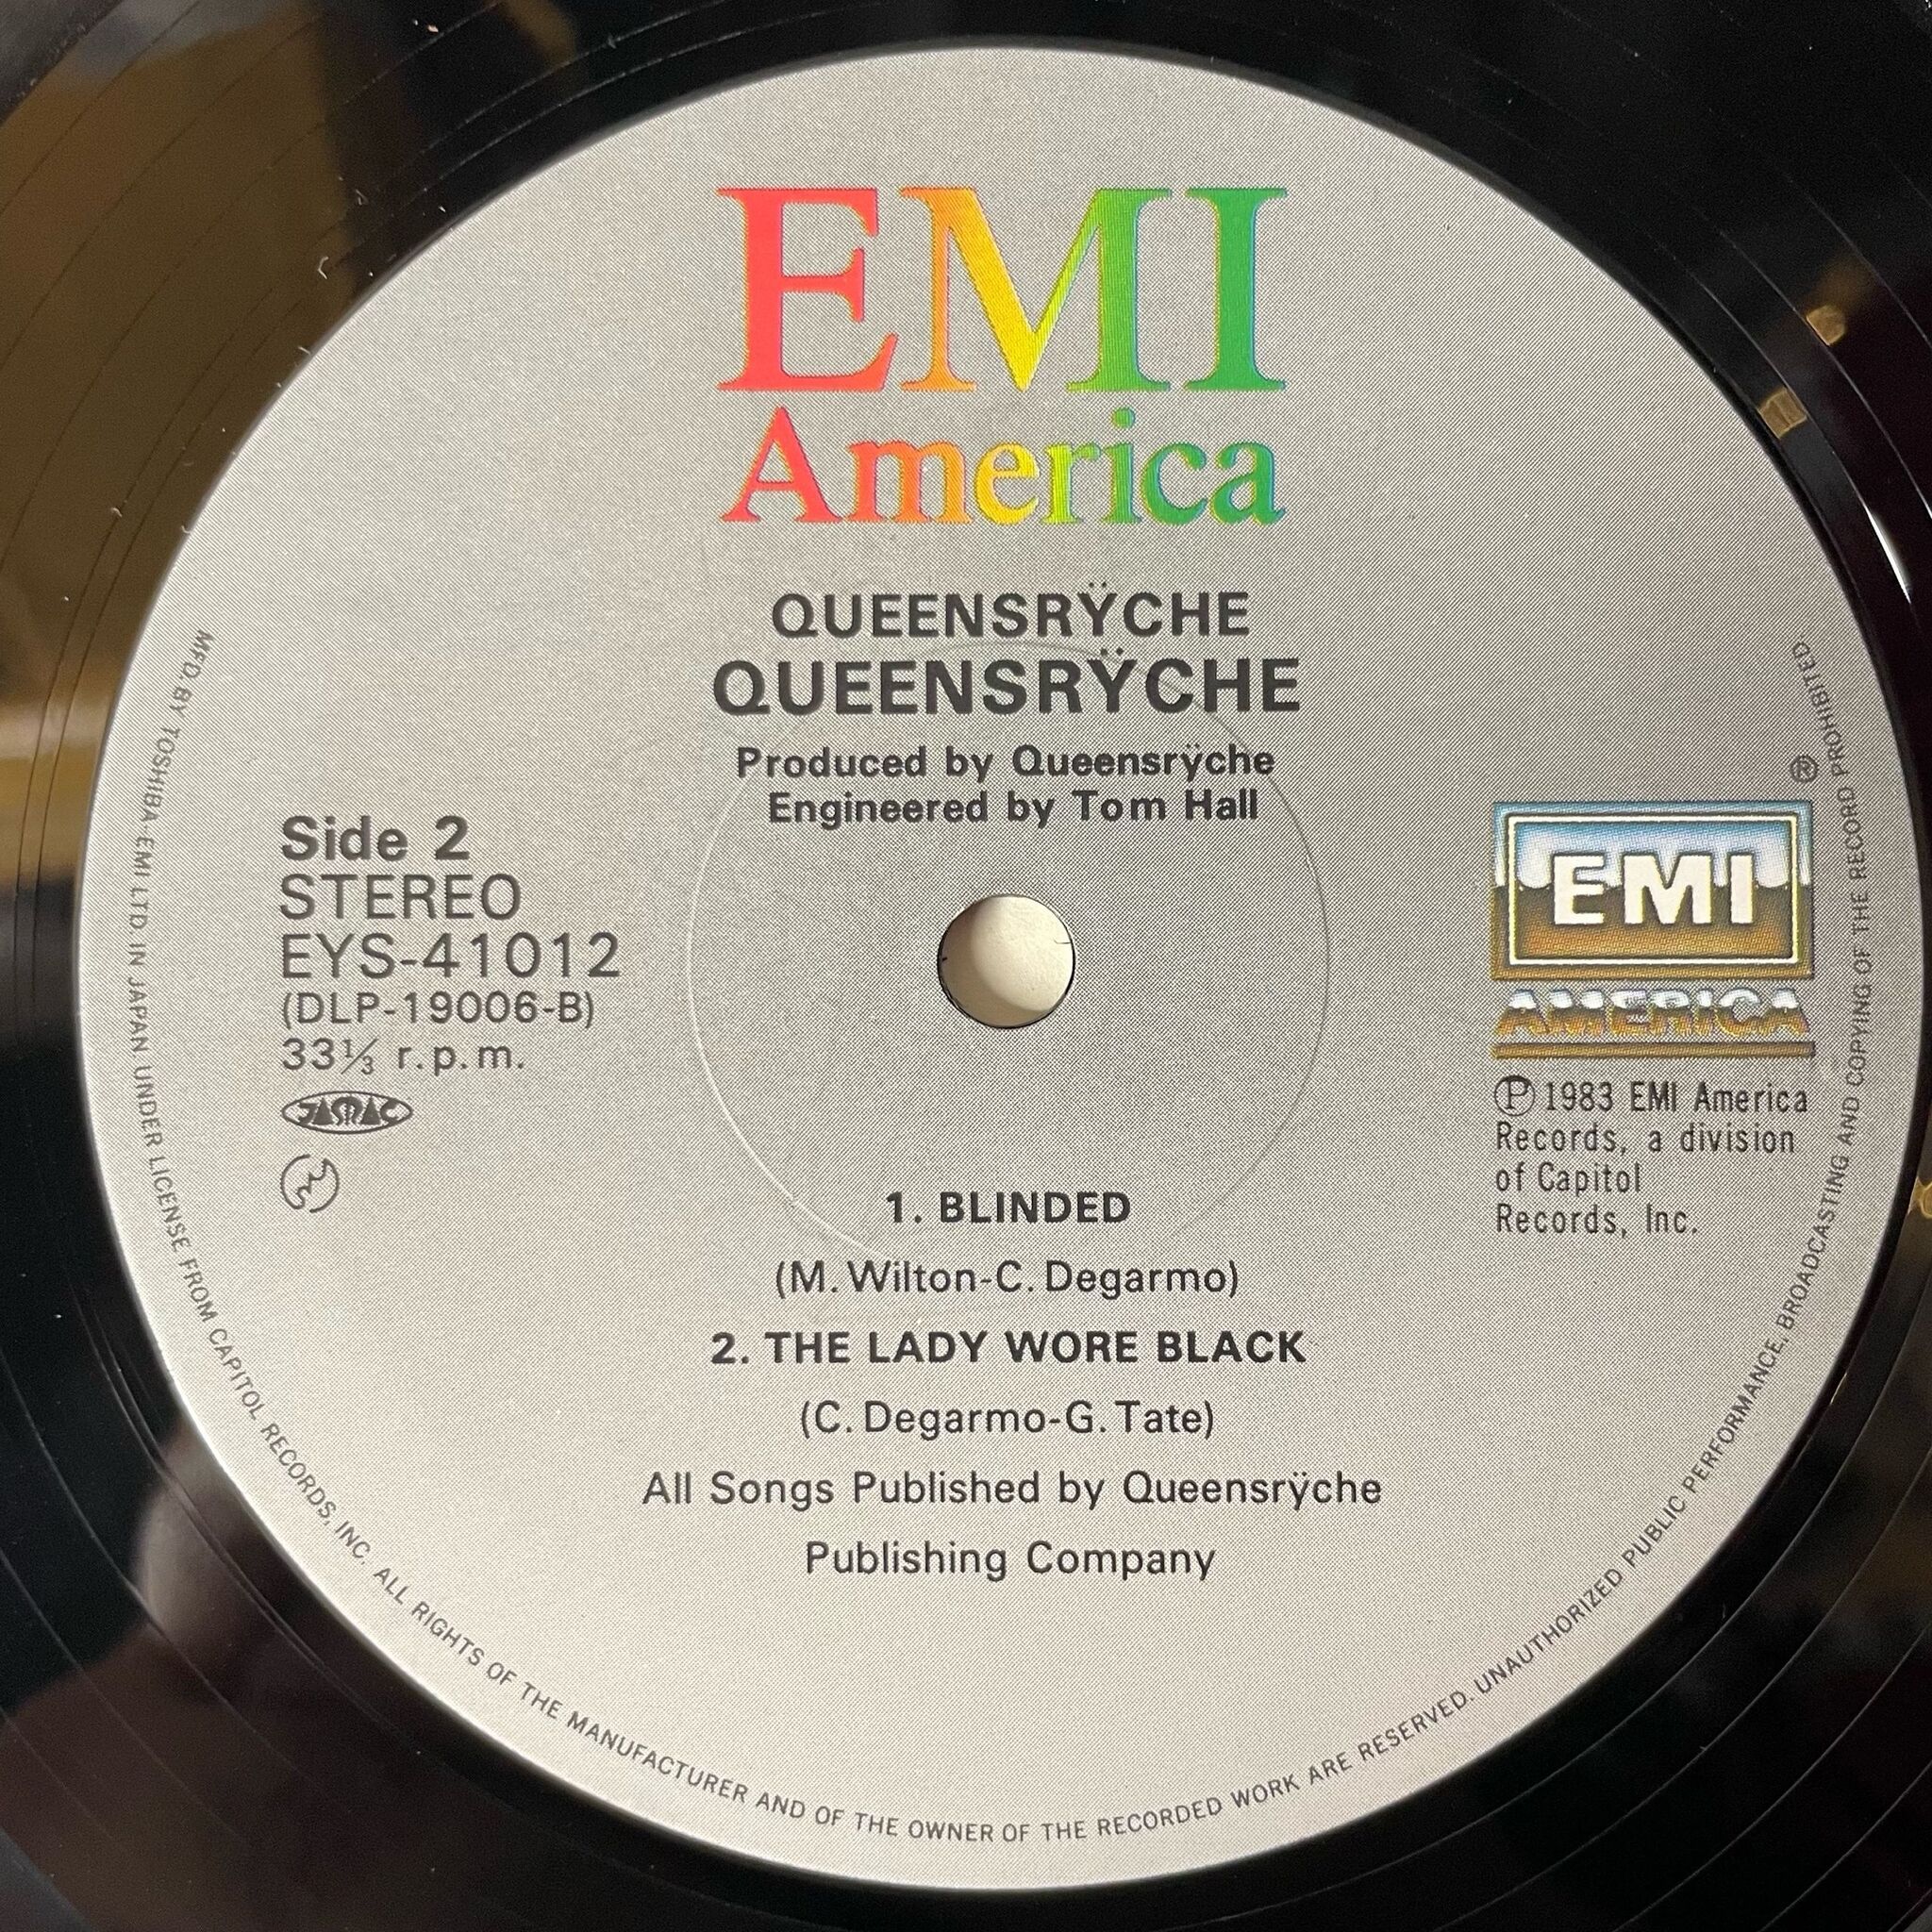 EMI
America
QUEENSRŸCHE
QUEENSRŸCHE
Produced by Queensrÿche
Engineered by Tom Hall
Side 2
STEREO
EYS-41012
(DLP-19006-B)
33⅓ r.p.m.
JASRAC
®
EMI
AMERICA
Ⓟ 1983 EMI America
Records, a division
of Capitol
Records, Inc.
1. BLINDED
(M. Wilton-C. Degarmo)
2. THE LADY WORE BLACK
(C. Degarmo-G. Tate)
All Songs Published by Queensrÿche
Publishing Company
MFD. BY TOSHIBA-EMI LTD. IN JAPAN UNDER LICENSE FROM CAPITOL RECORDS, INC. ALL RIGHTS OF THE MANUFACTURER AND OF THE OWNER OF THE RECORDED WORK ARE RESERVED. UNAUTHORIZED PUBLIC PERFORMANCE, BROADCASTING AND COPYING OF THE RECORD PROHIBITED.